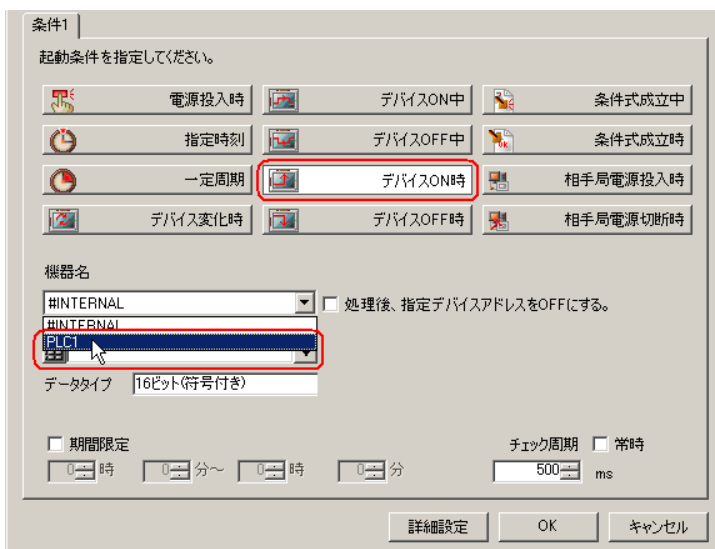 条件1
起動条件を指定してください。
電源投入時 デバイスON中 条件式成立中
指定時刻 デバイスOFF中 条件式成立時
一定周期 デバイスON時 相手局電源投入時
デバイス変化時 デバイスOFF時 相手局電源切断時
機器名
#INTERNAL 処理後、指定デバイスアドレスをOFFにする。
#INTERNAL
PLC1
データタイプ 16ビット(符号付き)
期間限定 チェック周期 常時
0 時 0 分～ 0 時 0 分 500 ms
詳細設定 OK キャンセル